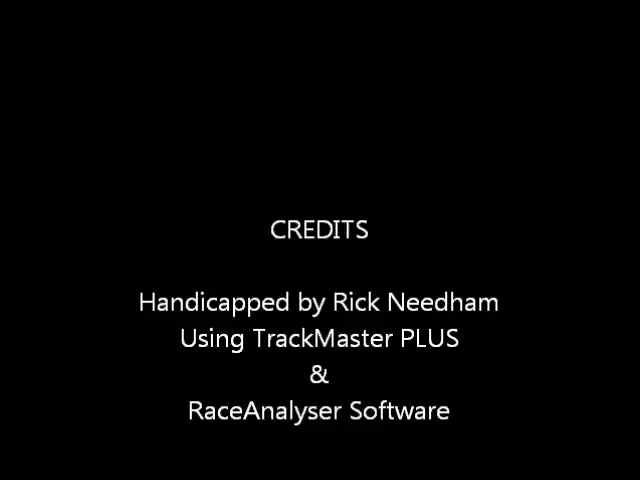 CREDITS
Handicapped by Rick Needham
Using TrackMaster PLUS
&
RaceAnalyser Software